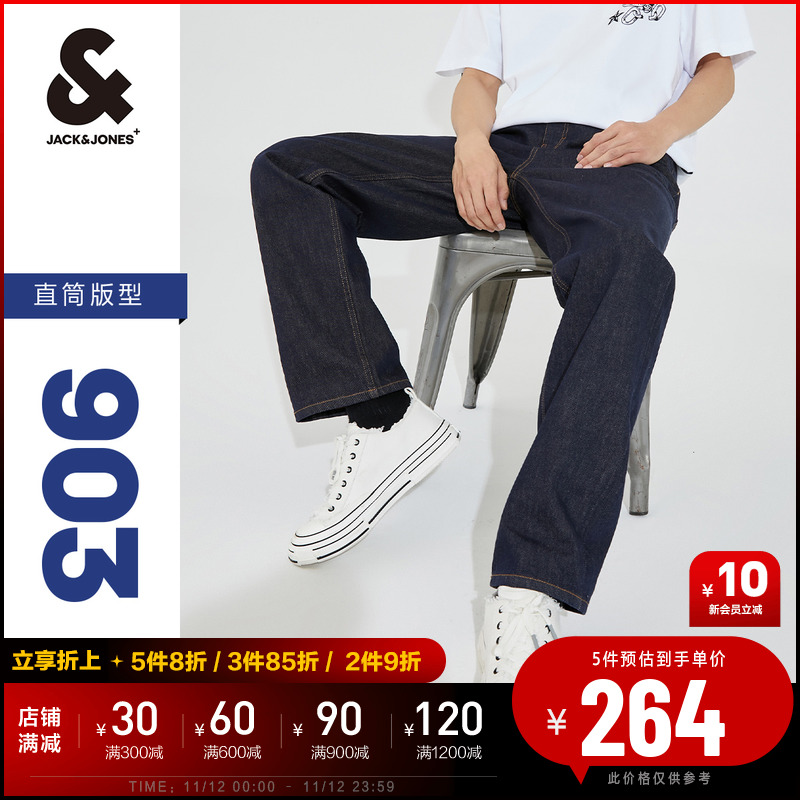 JACK&JONES+
直筒版型
903
¥10
新会员立减
立享折上 + 5件8折 / 3件85折 / 2件9折
5件预估到手单价
¥264
此价格仅供参考
店铺
满减
¥30
满300减
¥60
满600减
¥90
满900减
¥120
满1200减
TIME: 11/12 00:00 - 11/12 23:59